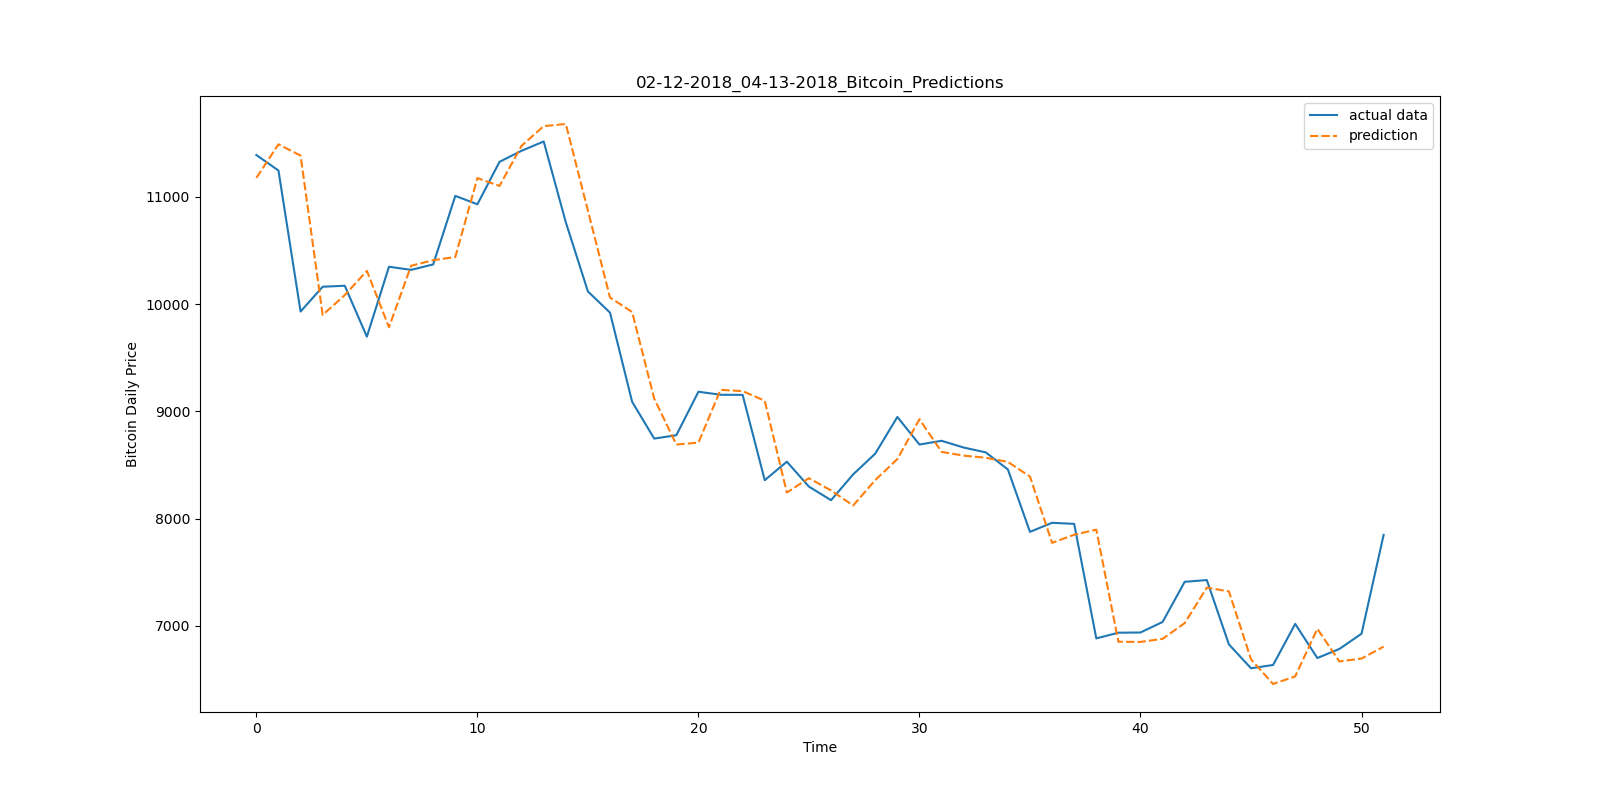 02-12-2018_04-13-2018_Bitcoin_Predictions
actual data
prediction
Bitcoin Daily Price
11000
10000
9000
8000
7000
0 10 20 30 40 50
Time